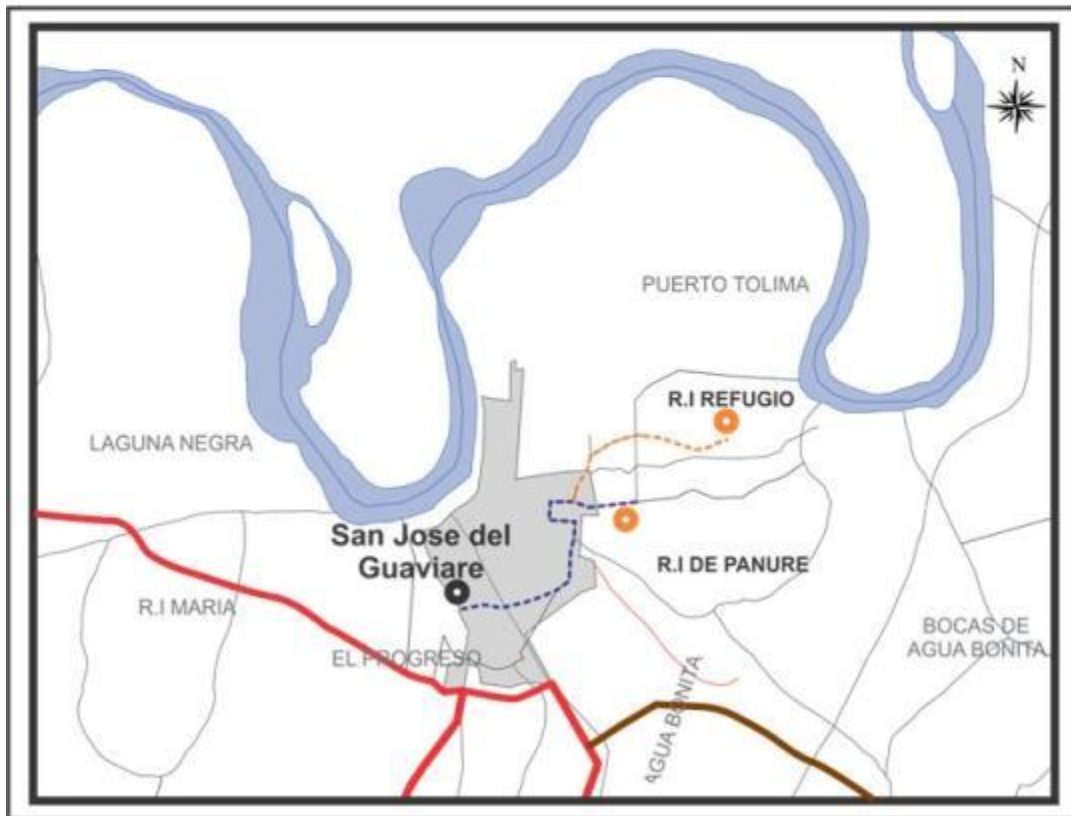 N
PUERTO TOLIMA
R.I REFUGIO
LAGUNA NEGRA
San Jose del
Guaviare
R.I DE PANURE
R.I MARIA
BOCAS DE
AGUA BONITA
EL PROGRESO
AGUA BONITA